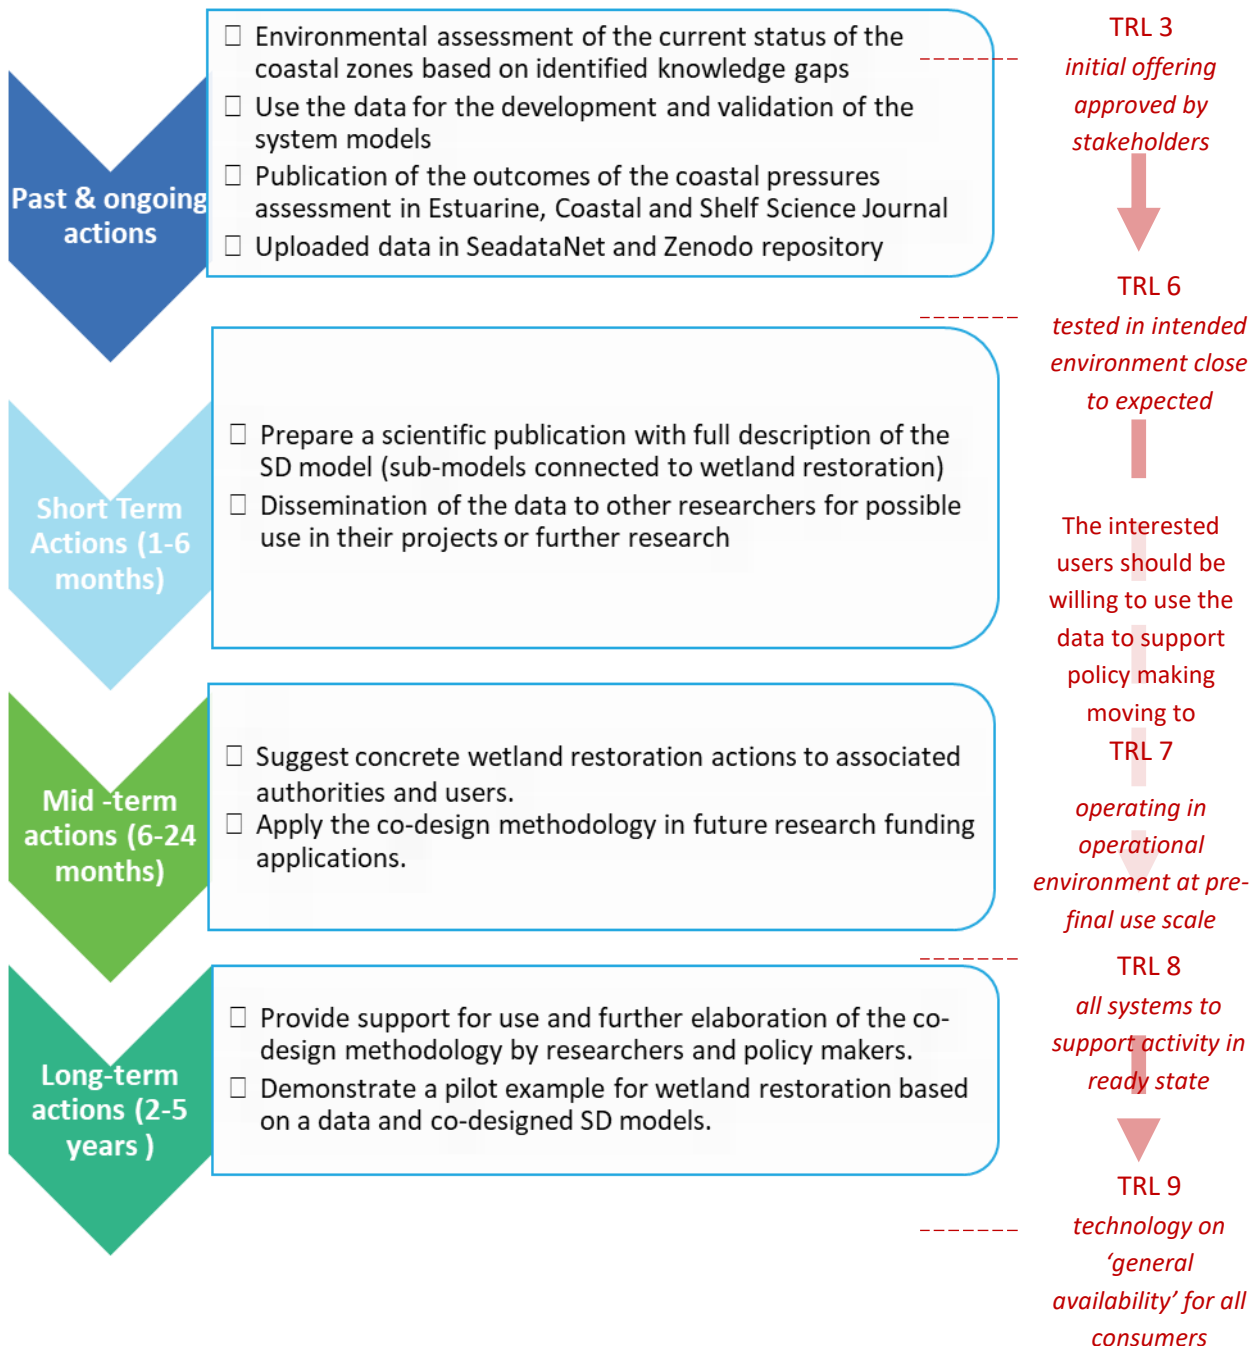 Past & ongoing
actions
☐ Environmental assessment of the current status of the
coastal zones based on identified knowledge gaps
☐ Use the data for the development and validation of the
system models
☐ Publication of the outcomes of the coastal pressures
assessment in Estuarine, Coastal and Shelf Science Journal
☐ Uploaded data in SeadataNet and Zenodo repository
Short Term
Actions (1-6
months)
☐ Prepare a scientific publication with full description of the
SD model (sub-models connected to wetland restoration)
☐ Dissemination of the data to other researchers for possible
use in their projects or further research
Mid -term
actions (6-24
months)
☐ Suggest concrete wetland restoration actions to associated
authorities and users.
☐ Apply the co-design methodology in future research funding
applications.
Long-term
actions (2-5
years )
☐ Provide support for use and further elaboration of the co-
design methodology by researchers and policy makers.
☐ Demonstrate a pilot example for wetland restoration based
on a data and co-designed SD models.
TRL 3
initial offering
approved by
stakeholders
TRL 6
tested in intended
environment close
to expected
The interested
users should be
willing to use the
data to support
policy making
moving to
TRL 7
operating in
operational
environment at pre-
final use scale
TRL 8
all systems to
support activity in
ready state
TRL 9
technology on
‘general
availability’ for all
consumers